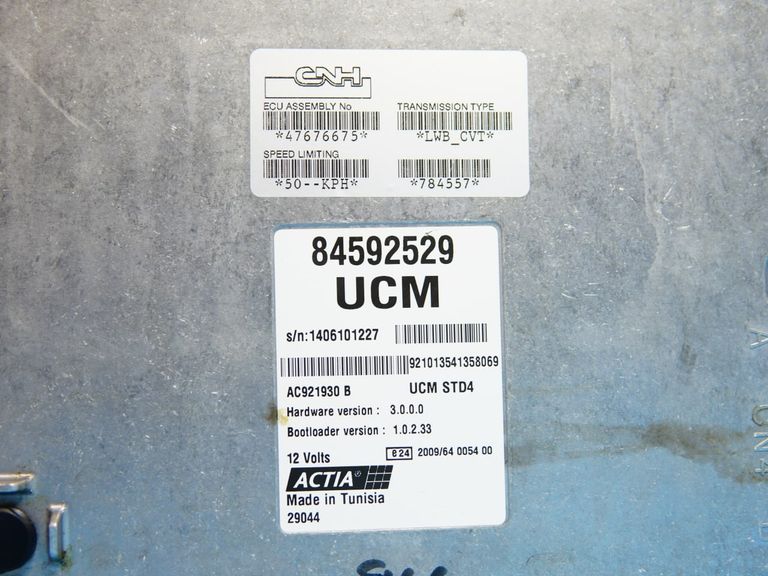 CNH
ECU ASSEMBLY No TRANSMISSION TYPE
*47676675* *LWB_CVT*
SPEED LIMITING
*50--KPH* *784557*
84592529
UCM
s/n:1406101227
921013541358069
AC921930 B UCM STD4
Hardware version : 3.0.0.0
Bootloader version : 1.0.2.33
12 Volts e24 2009/64 0054 00
ACTIA®
Made in Tunisia
29044